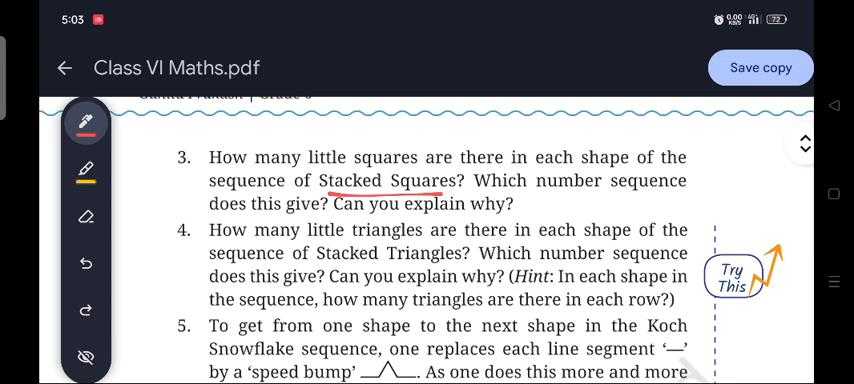 5:03
0.00 KB/S 4G 72
Class VI Maths.pdf
Save copy
3. How many little squares are there in each shape of the
sequence of Stacked Squares? Which number sequence
does this give? Can you explain why?
4. How many little triangles are there in each shape of the
sequence of Stacked Triangles? Which number sequence
does this give? Can you explain why? (Hint: In each shape in
the sequence, how many triangles are there in each row?)
Try
This
5. To get from one shape to the next shape in the Koch
Snowflake sequence, one replaces each line segment ‘—’
by a ‘speed bump’ . As one does this more and more